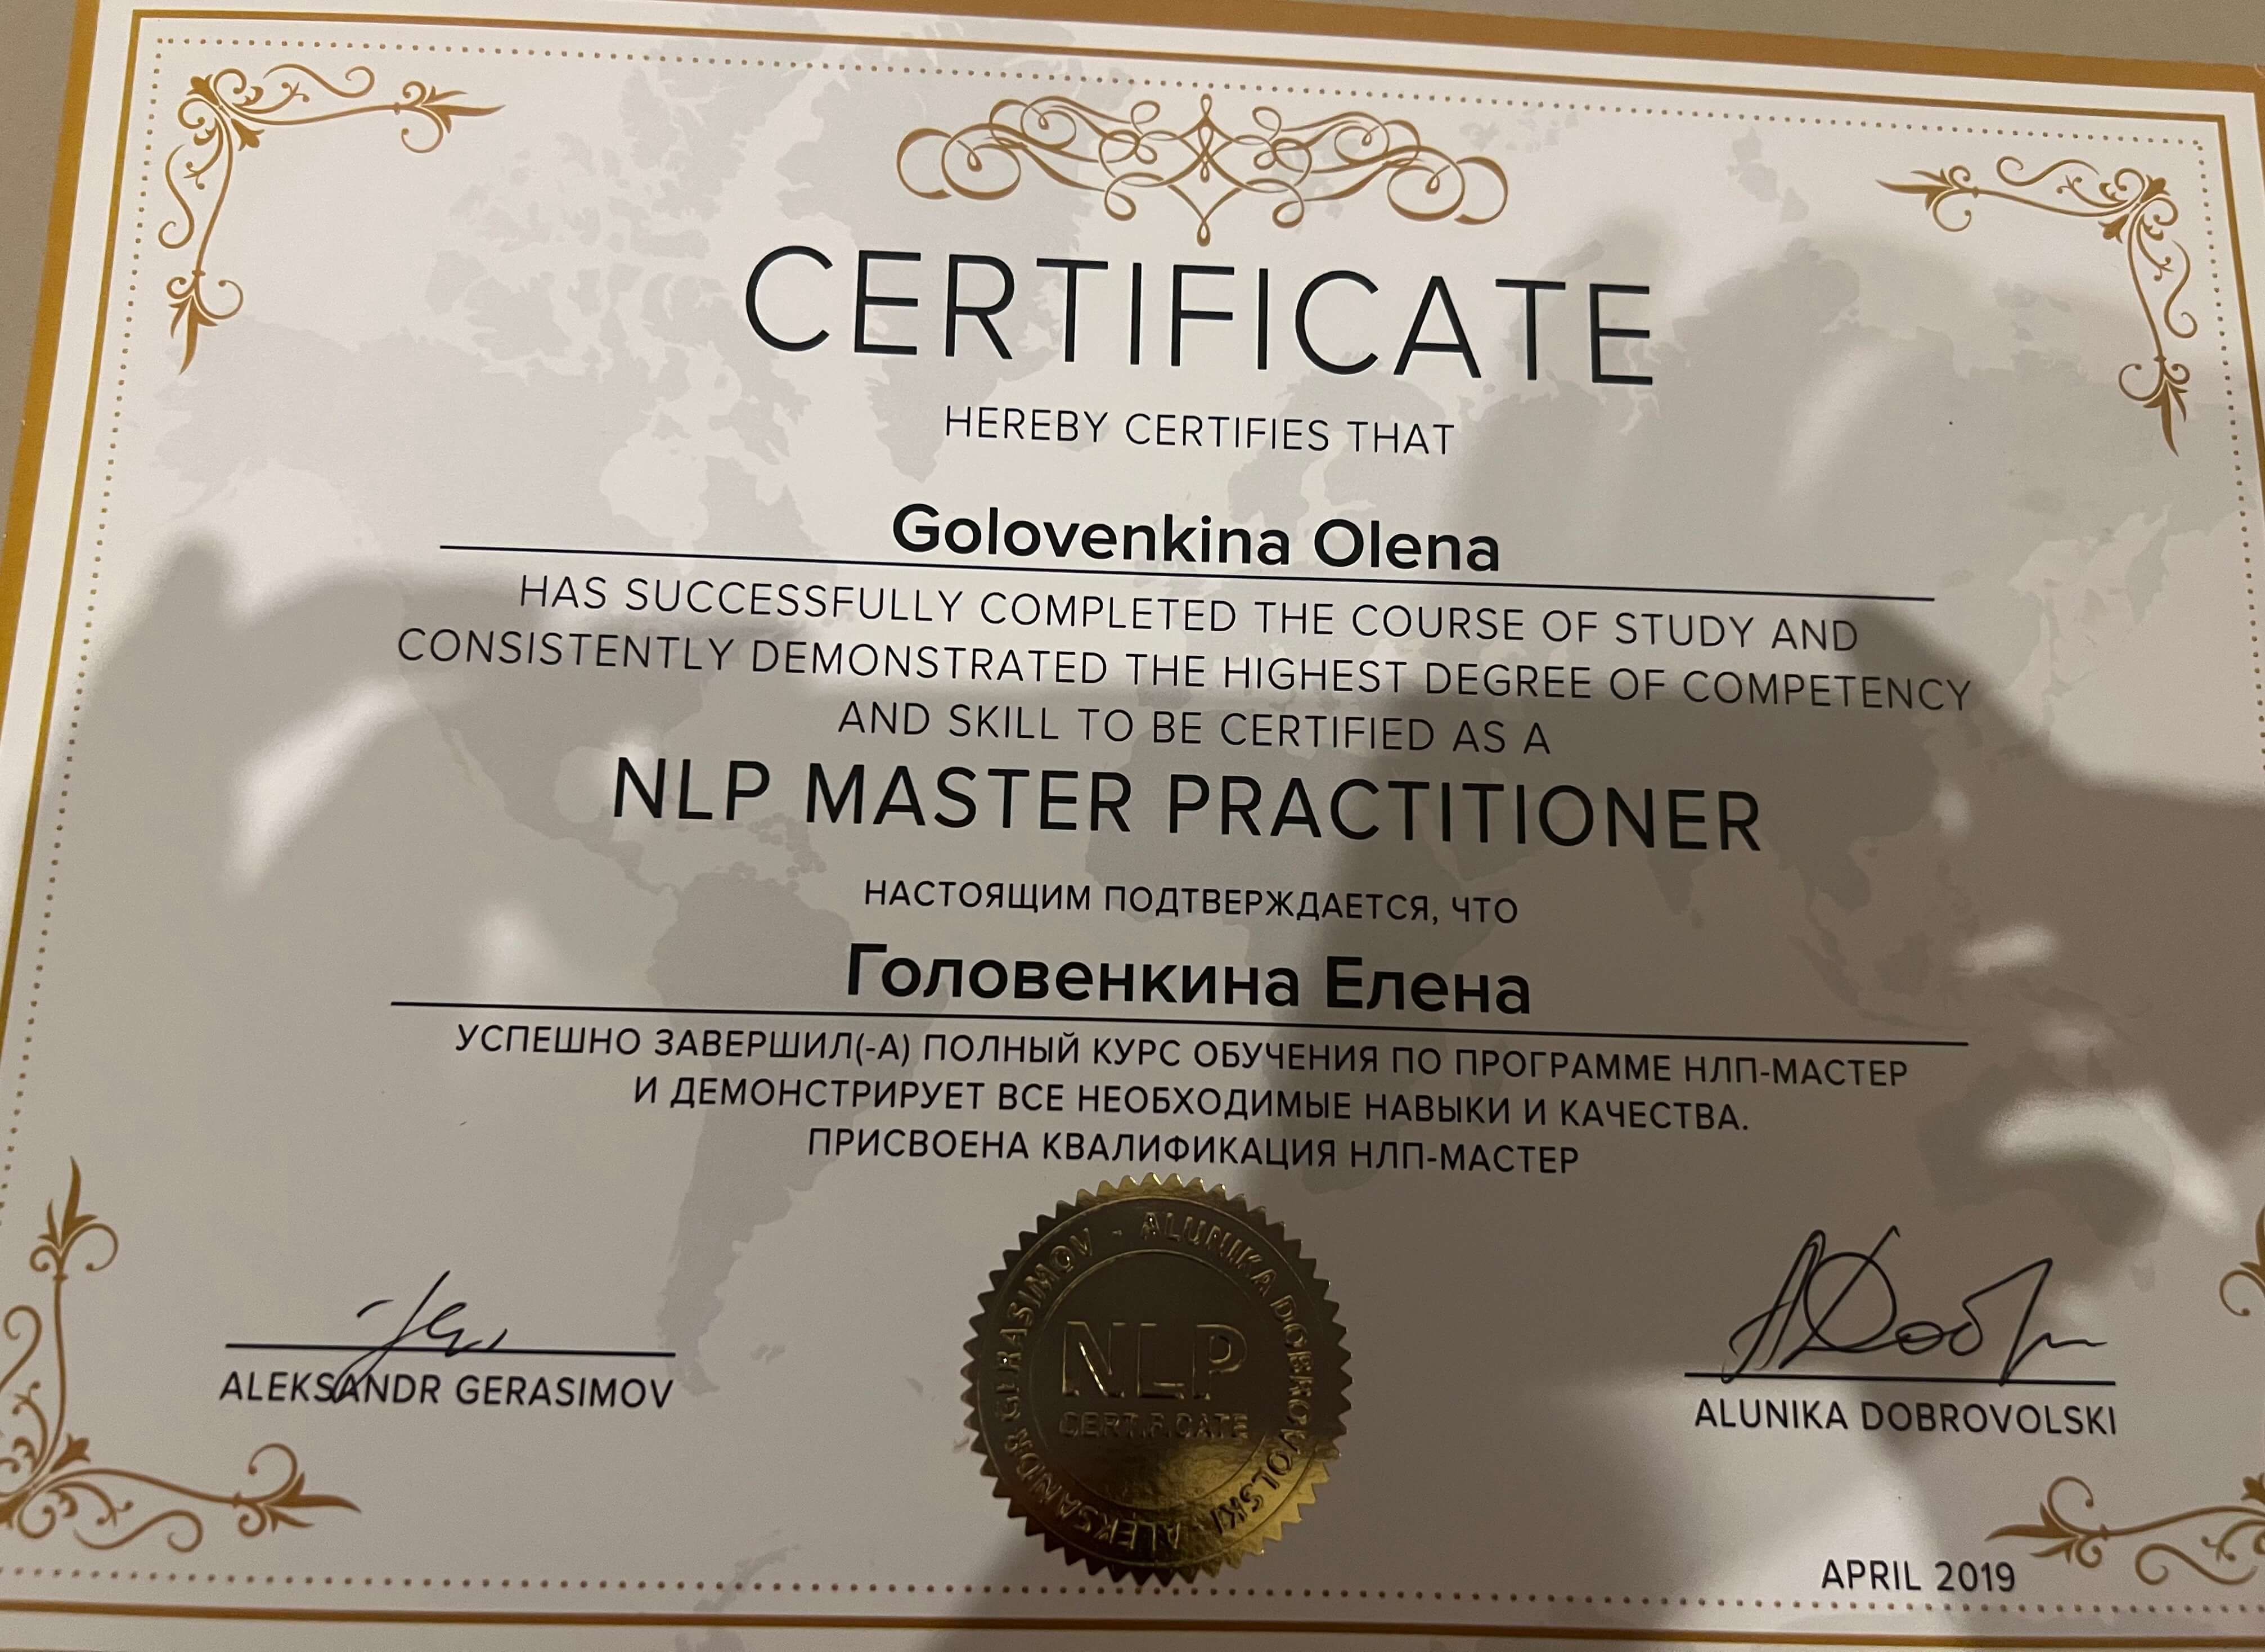 CERTIFICATE
HEREBY CERTIFIES THAT
Golovenkina Olena
HAS SUCCESSFULLY COMPLETED THE COURSE OF STUDY AND
CONSISTENTLY DEMONSTRATED THE HIGHEST DEGREE OF COMPETENCY
AND SKILL TO BE CERTIFIED AS A
NLP MASTER PRACTITIONER
НАСТОЯЩИМ ПОДТВЕРЖДАЕТСЯ, ЧТО
Головенкина Елена
УСПЕШНО ЗАВЕРШИЛ(-А) ПОЛНЫЙ КУРС ОБУЧЕНИЯ ПО ПРОГРАММЕ НЛП-МАСТЕР
И ДЕМОНСТРИРУЕТ ВСЕ НЕОБХОДИМЫЕ НАВЫКИ И КАЧЕСТВА.
ПРИСВОЕНА КВАЛИФИКАЦИЯ НЛП-МАСТЕР
ALEKSANDR GERASIMOV · ALUNIKA DOBROVOLSKI
NLP
CERTIFICATE
ALEKSANDR GERASIMOV
ALUNIKA DOBROVOLSKI
APRIL 2019